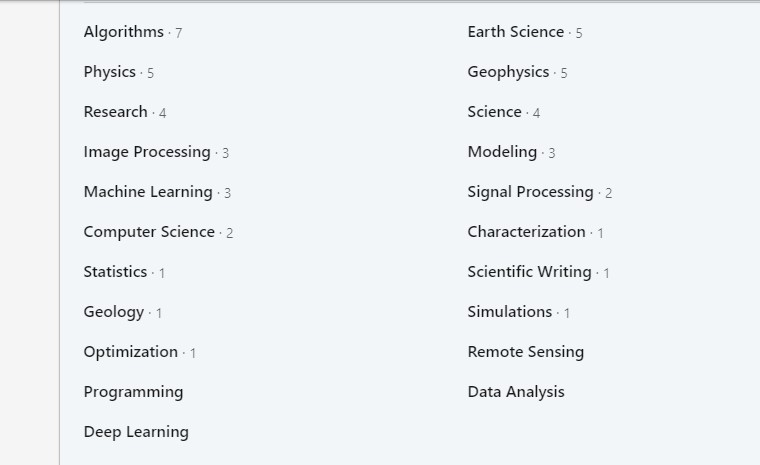 Algorithms · 7
Earth Science · 5
Physics · 5
Geophysics · 5
Research · 4
Science · 4
Image Processing · 3
Modeling · 3
Machine Learning · 3
Signal Processing · 2
Computer Science · 2
Characterization · 1
Statistics · 1
Scientific Writing · 1
Geology · 1
Simulations · 1
Optimization · 1
Remote Sensing
Programming
Data Analysis
Deep Learning